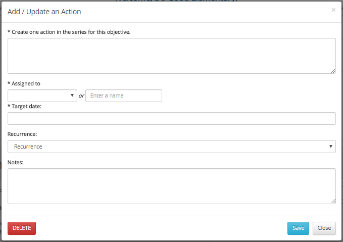 Add / Update an Action
×
* Create one action in the series for this objective.
* Assigned to
or Enter a name
* Target date:
Recurrence:
Recurrence
Notes:
DELETE
Save Close